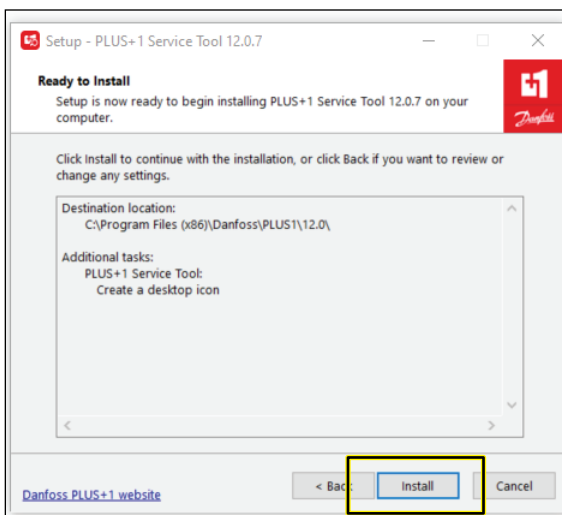 Setup - PLUS+1 Service Tool 12.0.7
Ready to Install
Setup is now ready to begin installing PLUS+1 Service Tool 12.0.7 on your
computer.
Danfoss
Click Install to continue with the installation, or click Back if you want to review or
change any settings.
Destination location:
C:\Program Files (x86)\Danfoss\PLUS1\12.0\
Additional tasks:
PLUS+1 Service Tool:
Create a desktop icon
< Back
Install
Cancel
Danfoss PLUS+1 website